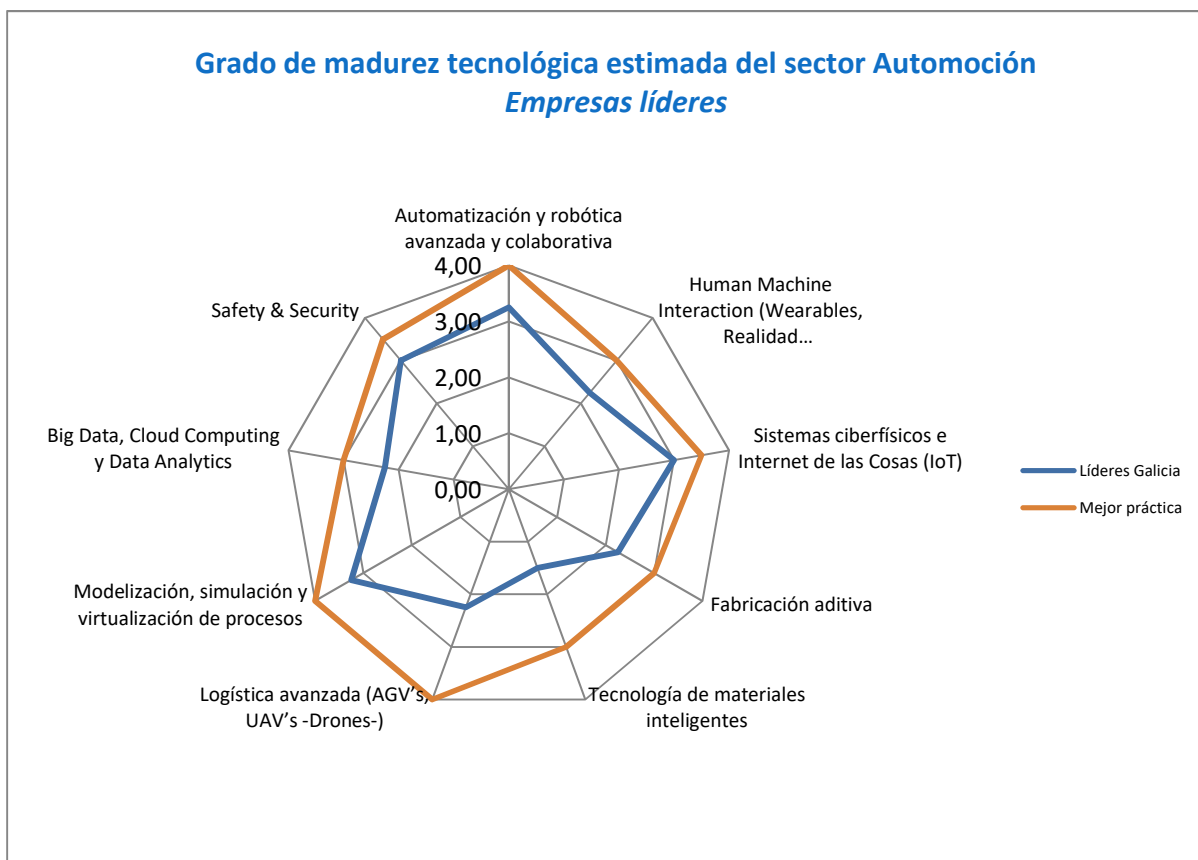 Grado de madurez tecnológica estimada del sector Automoción
Empresas líderes
Automatización y robótica
avanzada y colaborativa
4,00
3,00
2,00
1,00
0,00
Human Machine
Interaction (Wearables,
Realidad...
Sistemas ciberfísicos e
Internet de las Cosas (IoT)
Fabricación aditiva
Tecnología de materiales
inteligentes
Logística avanzada (AGV's,
UAV's -Drones-)
Modelización, simulación y
virtualización de procesos
Big Data, Cloud Computing
y Data Analytics
Safety & Security
Líderes Galicia
Mejor práctica